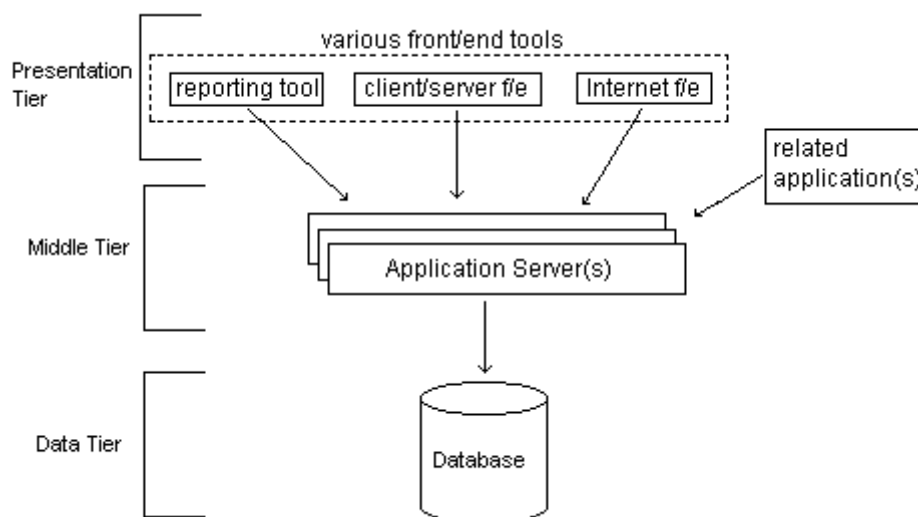 various front/end tools
Presentation
Tier
reporting tool
client/server f/e
Internet f/e
related
application(s)
Middle Tier
Application Server(s)
Data Tier
Database